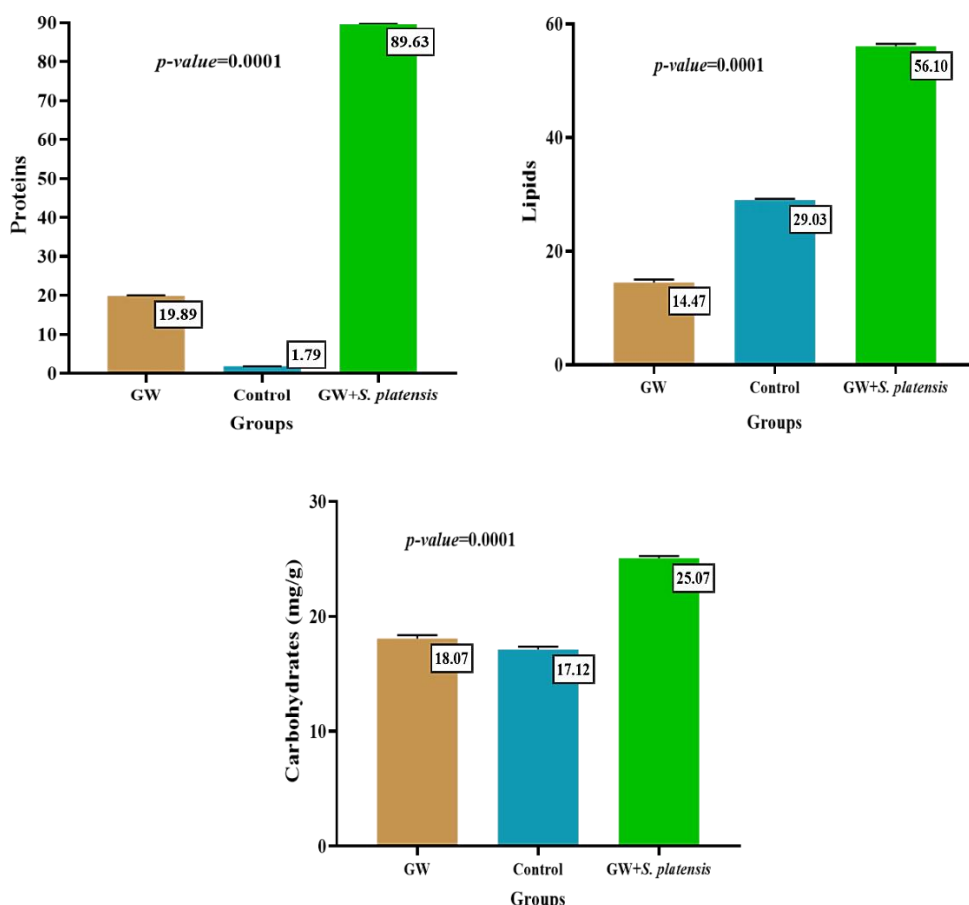 90
80
70
60
50
40
30
20
10
0
Proteins
p-value=0.0001
89.63
19.89
1.79
GW
Control
GW+S. platensis
Groups
60
40
20
0
Lipids
p-value=0.0001
56.10
29.03
14.47
GW
Control
GW+S. platensis
Groups
30
20
10
0
Carbohydrates (mg/g)
p-value=0.0001
25.07
18.07
17.12
GW
Control
GW+S. platensis
Groups